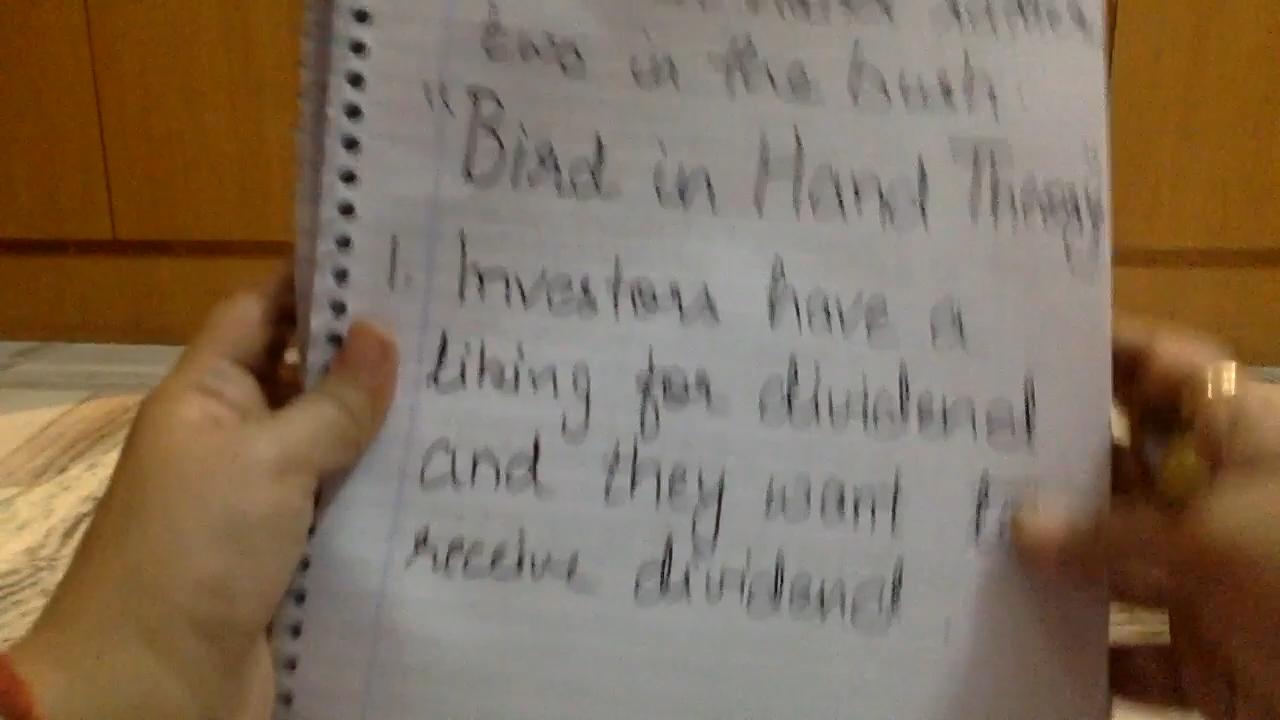 two in the bush
"Bird in Hand Theory"
1. Investors have a
liking for dividend
and they want to
receive dividend